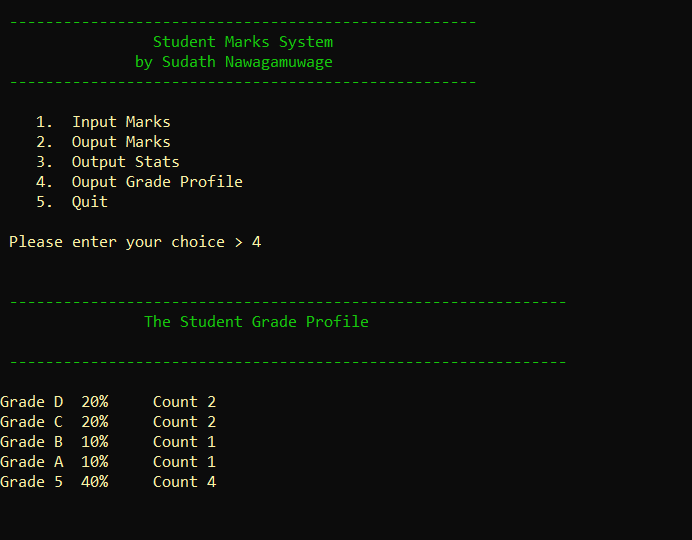 ----------------------------------------------------
Student Marks System
by Sudath Nawagamuwage
----------------------------------------------------
1. Input Marks
2. Ouput Marks
3. Output Stats
4. Ouput Grade Profile
5. Quit
Please enter your choice > 4
--------------------------------------------------------------
The Student Grade Profile
--------------------------------------------------------------
Grade D 20% Count 2
Grade C 20% Count 2
Grade B 10% Count 1
Grade A 10% Count 1
Grade 5 40% Count 4